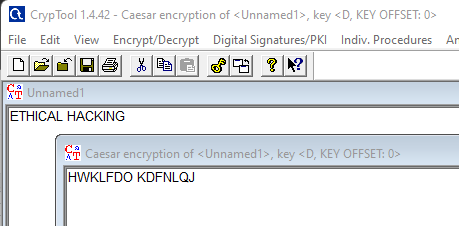 CrypTool 1.4.42 - Caesar encryption of <Unnamed1>, key <D, KEY OFFSET: 0>
File Edit View Encrypt/Decrypt Digital Signatures/PKI Indiv. Procedures An
Unnamed1
ETHICAL HACKING
Caesar encryption of <Unnamed1>, key <D, KEY OFFSET: 0>
HWKLFDO KDFNLQJ